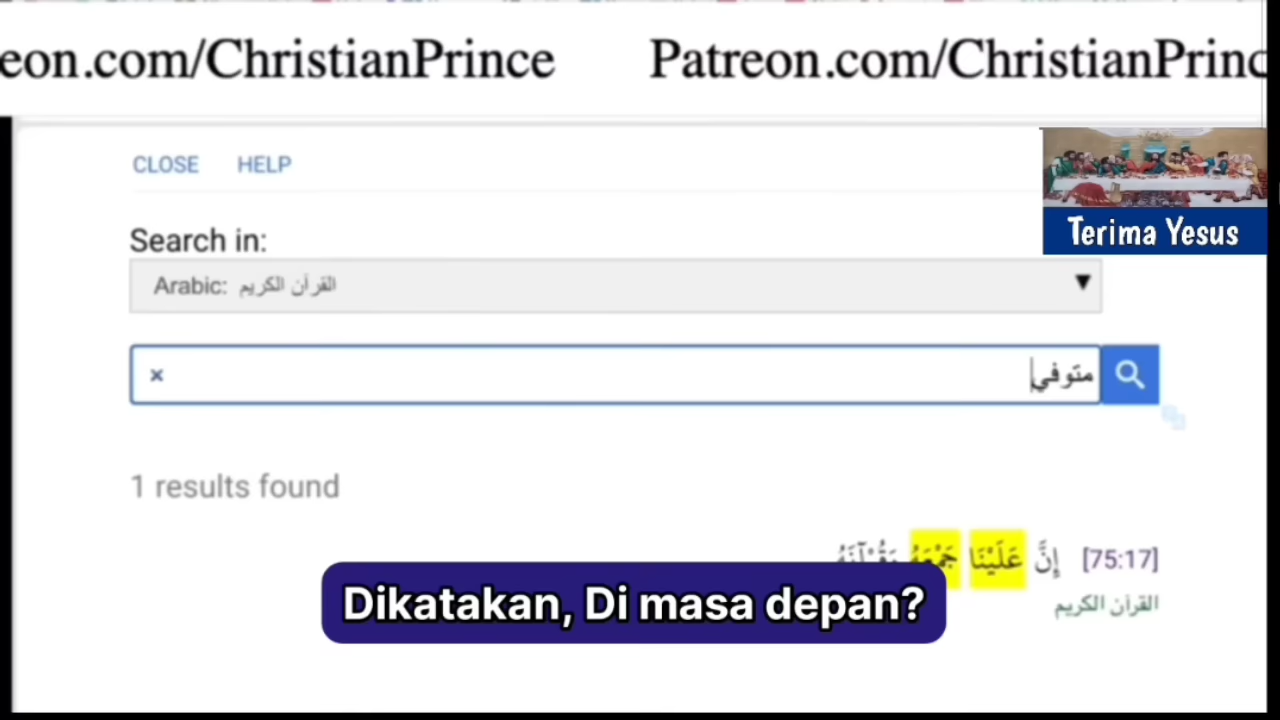 eon.com/ChristianPrince Patreon.com/ChristianPrinc
CLOSE HELP
Terima Yesus
Search in:
Arabic: القرآن الكريم
× متوفي
1 results found
[75:17] إِنَّ عَلَيْنَا جَمْعَهُ وَقُرْآنَهُ
القرآن الكريم
Dikatakan, Di masa depan?